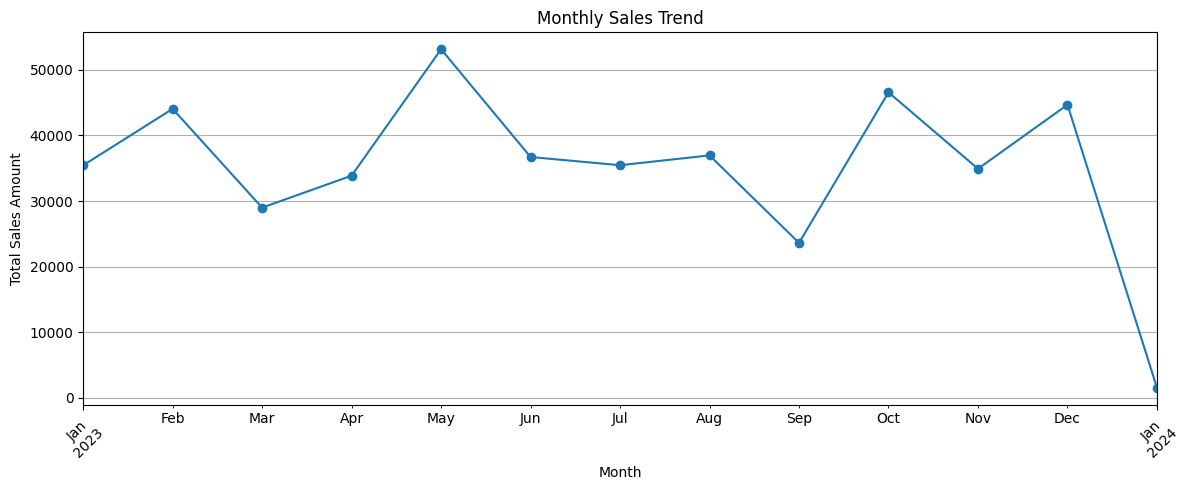 Monthly Sales Trend
Total Sales Amount
50000
40000
30000
20000
10000
0
Jan
2023
Feb
Mar
Apr
May
Jun
Jul
Aug
Sep
Oct
Nov
Dec
Jan
2024
Month